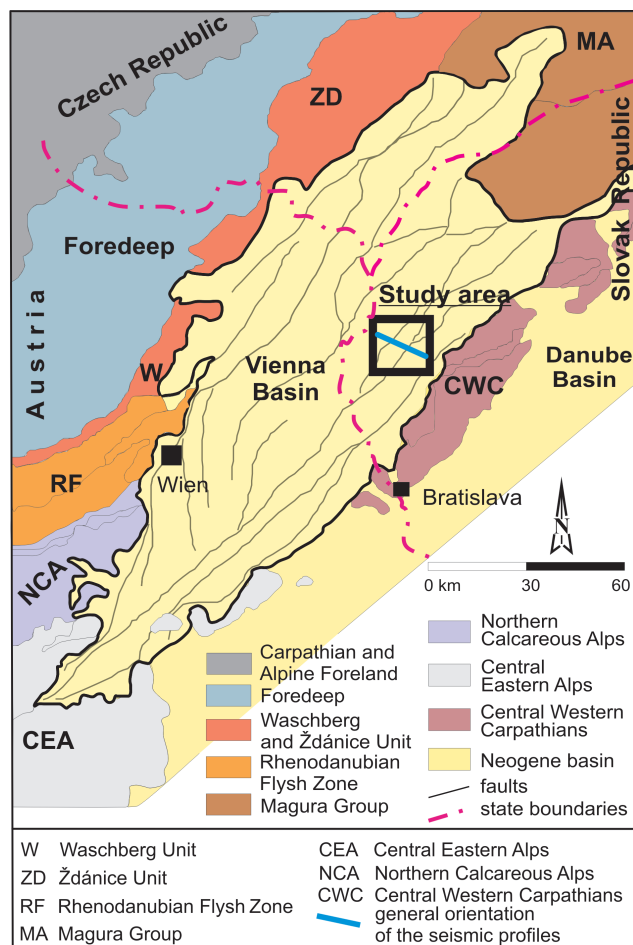 Czech Republic
MA
ZD
Slovak Republic
Foredeep
Austria
Study area
W
Vienna
Basin
Danube
Basin
CWC
RF
Wien
Bratislava
N
NCA
0 km
30
60
CEA
Carpathian and
Alpine Foreland
Foredeep
Waschberg
and Ždánice Unit
Rhenodanubian
Flysh Zone
Magura Group
Northern
Calcareous Alps
Central
Eastern Alps
Central Western
Carpathians
Neogene basin
faults
state boundaries
W Waschberg Unit
ZD Ždánice Unit
RF Rhenodanubian Flysh Zone
MA Magura Group
CEA Central Eastern Alps
NCA Northern Calcareous Alps
CWC Central Western Carpathians
general orientation
of the seismic profiles